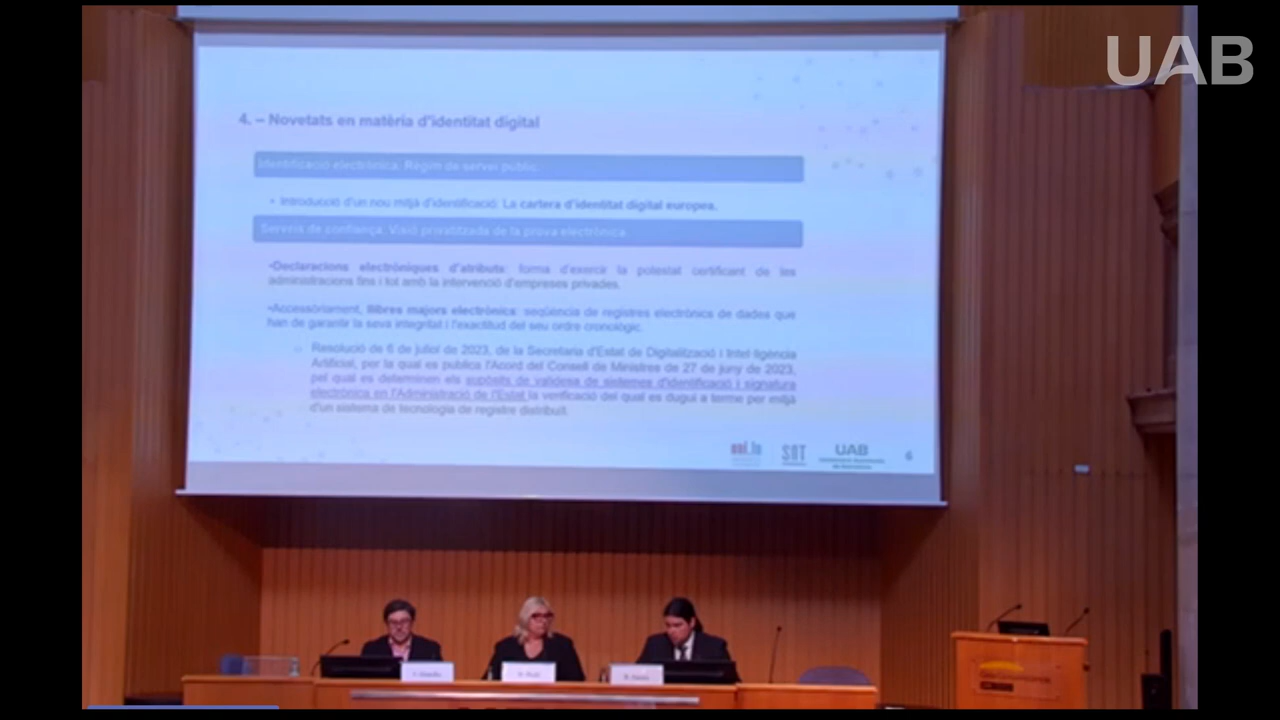 UAB
4. – Novetats en matèria d'identitat digital
Identificació electrònica: Règim de servei públic.
• Introducció d'un nou mitjà d'identificació: La cartera d'identitat digital europea.
Serveis de confiança: Visió privatitzada de la prova electrònica.
•Declaracions electròniques d'atributs: forma d'exercir la potestat certificant de les
administracions fins i tot amb la intervenció d'empreses privades.
•Accessòriament, llibres majors electrònics: seqüència de registres electrònics de dades que
han de garantir la seva integritat i l'exactitud del seu ordre cronològic.
○ Resolució de 6 de juliol de 2023, de la Secretaria d'Estat de Digitalització i Intel·ligència
Artificial, per la qual es publica l'Acord del Consell de Ministres de 27 de juny de 2023,
pel qual es determinen els supòsits de validesa de sistemes d'identificació i signatura
electrònica en l'Administració de l'Estat la verificació del qual es dugui a terme per mitjà
d'un sistema de tecnologia de registre distribuït.
uni.lu
SNT
UAB
6